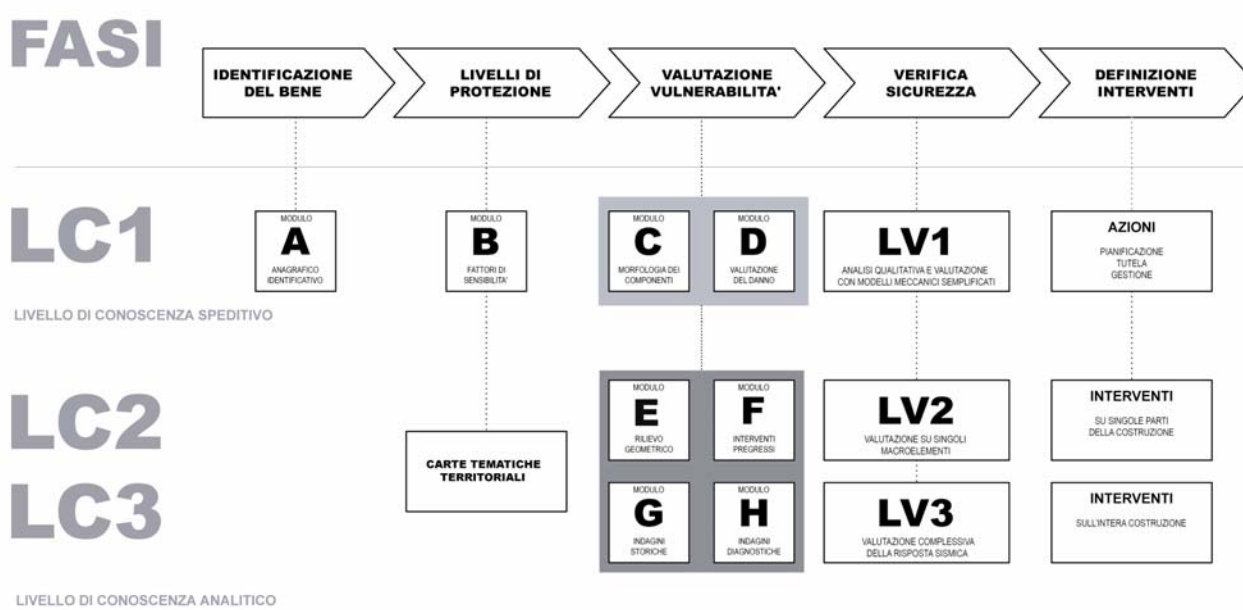 FASI
IDENTIFICAZIONE
DEL BENE
LIVELLI DI
PROTEZIONE
VALUTAZIONE
VULNERABILITA'
VERIFICA
SICUREZZA
DEFINIZIONE
INTERVENTI
LC1
MODULO
A
ANAGRAFICO
IDENTIFICATIVO
MODULO
B
FATTORI DI
SENSIBILITA'
MODULO
C
MORFOLOGIA DEI
COMPONENTI
MODULO
D
VALUTAZIONE
DEL DANNO
LV1
ANALISI QUALITATIVA E VALUTAZIONE
CON MODELLI MECCANICI SEMPLIFICATI
AZIONI
PIANIFICAZIONE
TUTELA
GESTIONE
LIVELLO DI CONOSCENZA SPEDITIVO
LC2
MODULO
E
RILIEVO
GEOMETRICO
MODULO
F
INTERVENTI
PREGRESSI
LV2
VALUTAZIONE SU SINGOLI
MACROELEMENTI
INTERVENTI
SU SINGOLE PARTI
DELLA COSTRUZIONE
CARTE TEMATICHE
TERRITORIALI
LC3
MODULO
G
INDAGINI
STORICHE
MODULO
H
INDAGINI
DIAGNOSTICHE
LV3
VALUTAZIONE COMPLESSIVA
DELLA RISPOSTA SISMICA
INTERVENTI
SULL'INTERA COSTRUZIONE
LIVELLO DI CONOSCENZA ANALITICO